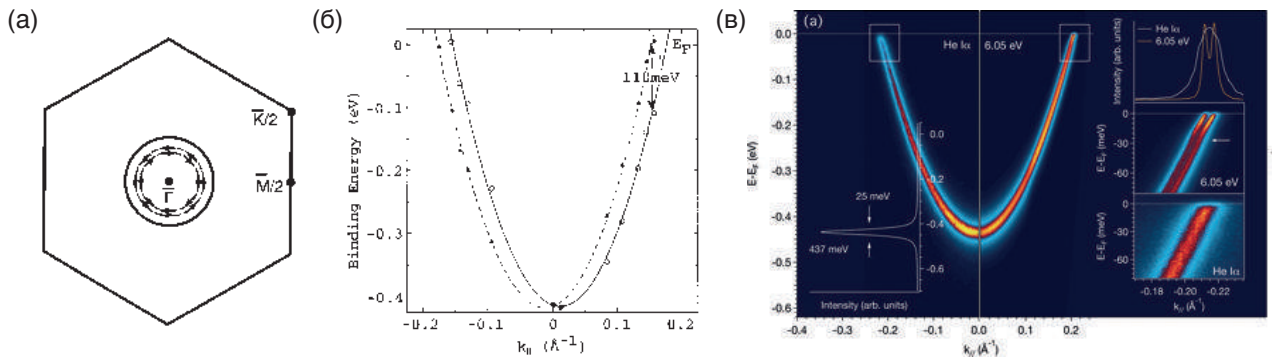 (а)
K̅/2
M̅/2
Γ̅
(б)
Binding Energy (eV)
0
-0.1
-0.2
-0.3
-0.4
E_F
110meV
-0.2
-0.1
0
0.1
0.2
k_|| (Å⁻¹)
(в)
(a)
He Iα
6.05 eV
E-E_F (eV)
0.0
-0.1
-0.2
-0.3
-0.4
-0.5
-0.6
0.0
-0.2
-0.4
-0.6
25 meV
437 meV
Intensity (arb. units)
-0.4
-0.3
-0.2
-0.1
0.0
0.1
0.2
k_// (Å⁻¹)
He Iα
6.05 eV
Intensity (arb. units)
E-E_F (meV)
0
-30
-60
6.05 eV
E-E_F (meV)
0
-30
-60
He Iα
-0.18
-0.20
-0.22
k_// (Å⁻¹)